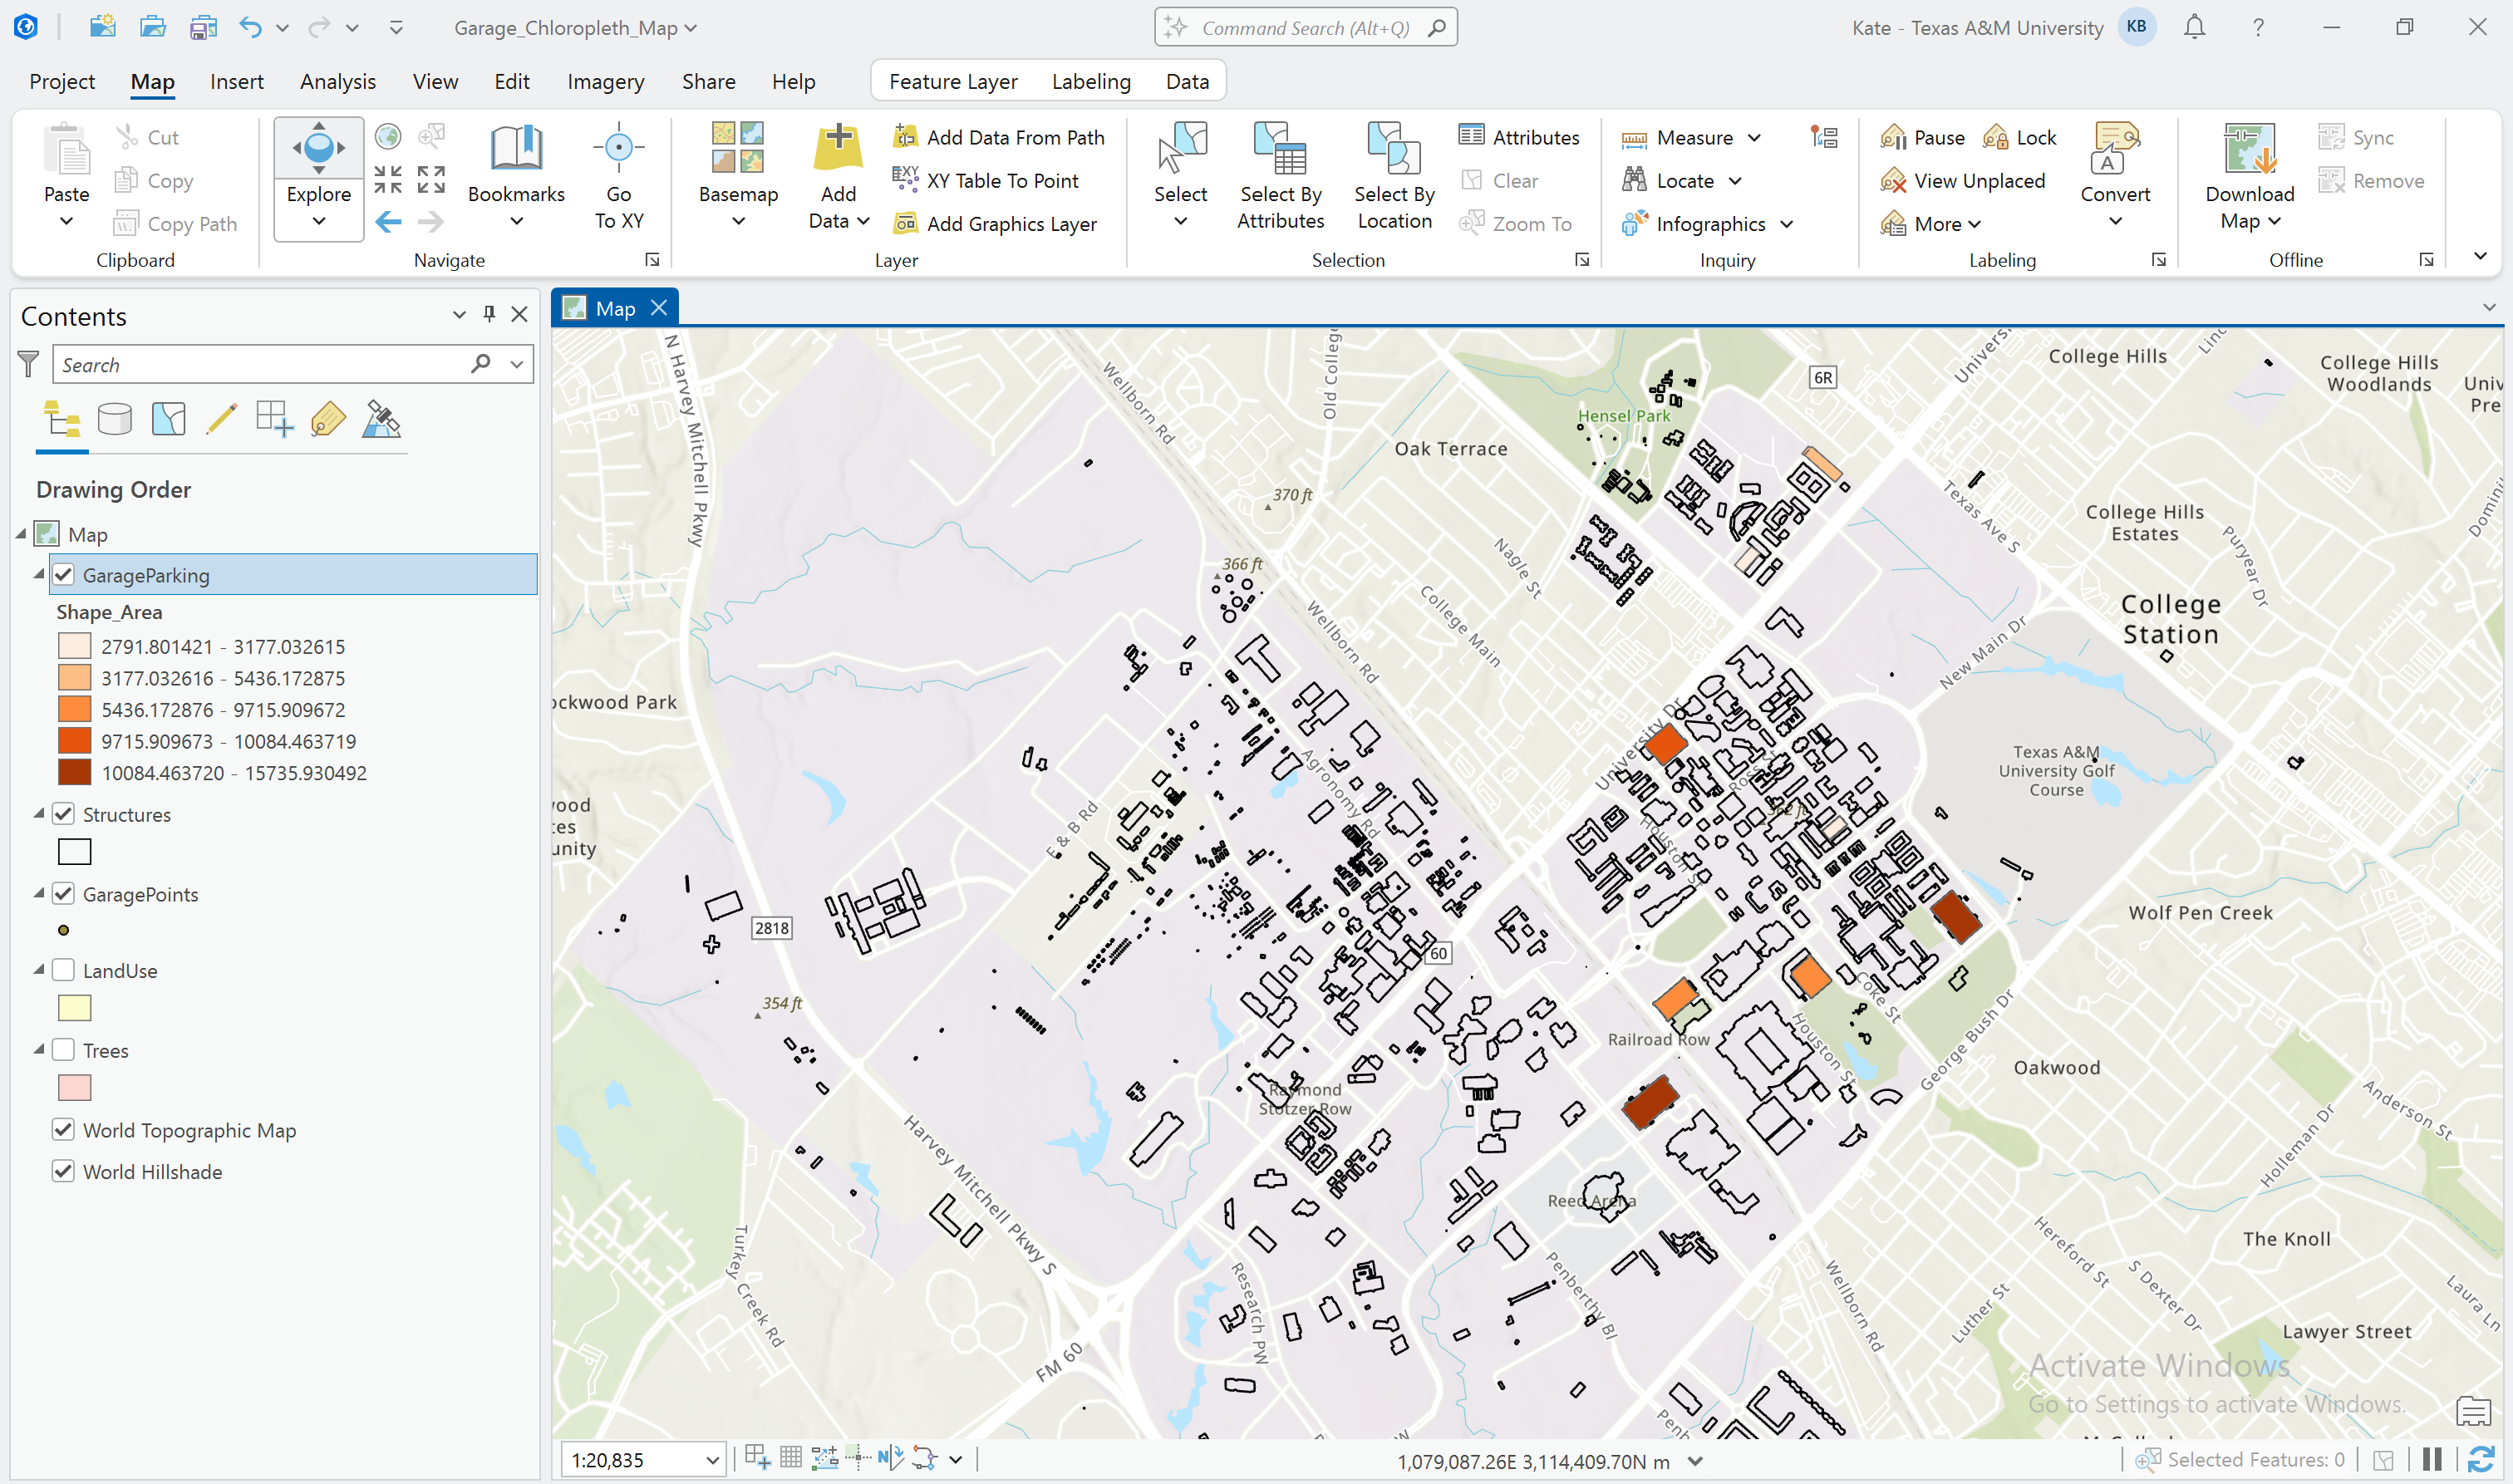 Garage_Chloropleth_Map
Command Search (Alt+Q)
Kate - Texas A&M University
KB
Project Map Insert Analysis View Edit Imagery Share Help Feature Layer Labeling Data
Paste
Cut
Copy
Copy Path
Clipboard
Explore
Bookmarks
Go
To XY
Navigate
Basemap
Add
Data
Add Data From Path
XY Table To Point
Add Graphics Layer
Layer
Select
Select By
Attributes
Select By
Location
Attributes
Clear
Zoom To
Selection
Measure
Locate
Infographics
Inquiry
Pause
Lock
View Unplaced
More
Convert
Labeling
Download
Map
Sync
Remove
Offline
Contents
Search
Drawing Order
Map
GarageParking
Shape_Area
2791.801421 - 3177.032615
3177.032616 - 5436.172875
5436.172876 - 9715.909672
9715.909673 - 10084.463719
10084.463720 - 15735.930492
Structures
GaragePoints
LandUse
Trees
World Topographic Map
World Hillshade
Map
N Harvey Mitchell Pkwy
Wellborn Rd
Old College
6R
Univers
College Hills
Linc
College Hills
Woodlands
Univ
Pre
Hensel Park
Oak Terrace
370 ft
Texas Ave S
College Hills
Estates
Puryear Dr
Domini
366 ft
Nagle St
College Main
Wellborn Rd
College
Station
New Main Dr
ockwood Park
University Dr
Agronomy Rd
Ross St
Texas A&M
University Golf
Course
ood
tes
unity
F & B Rd
362 ft
Houston St
2818
60
Wolf Pen Creek
354 ft
Coke St
Railroad Row
Houston St
George Bush Dr
Oakwood
Raymond
Stotzer Row
Anderson St
Holleman Dr
Harvey Mitchell Pkwy S
Reed Arena
Turkey Creek Rd
Research PW
Penberthy Bl
Wellborn Rd
Hereford St
The Knoll
S Dexter Dr
Luther St
Laura Ln
Lawyer Street
FM 60
Penb
Activate Windows
Go to Settings to activate Windows.
1:20,835
1,079,087.26E 3,114,409.70N m
Selected Features: 0